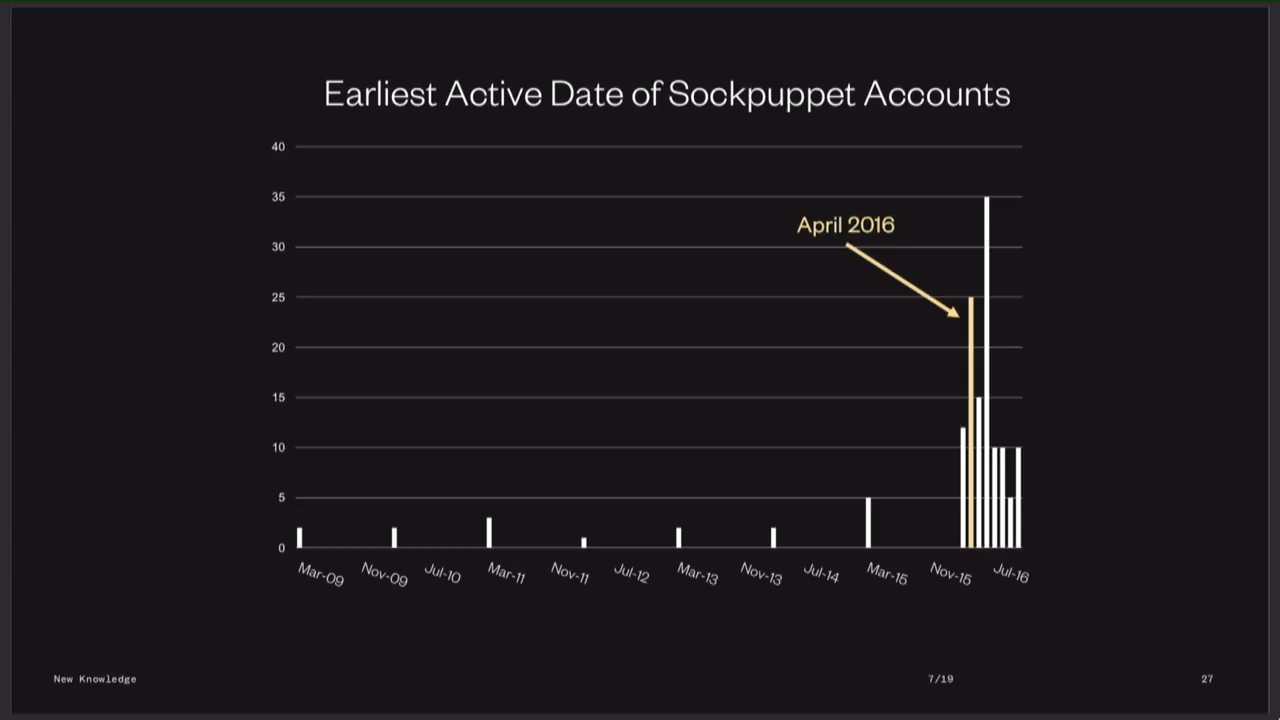 Earliest Active Date of Sockpuppet Accounts
40
35
April 2016
30
25
20
15
10
5
0
Mar-09 Nov-09 Jul-10 Mar-11 Nov-11 Jul-12 Mar-13 Nov-13 Jul-14 Mar-15 Nov-15 Jul-16
New Knowledge 7/19 27